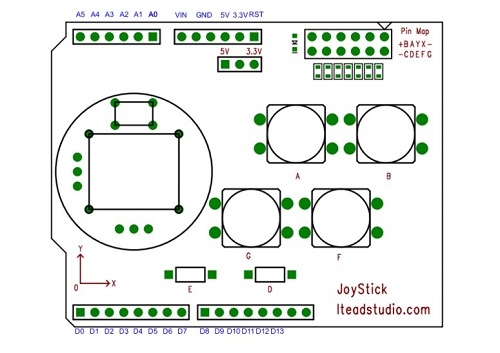 A5 A4 A3 A2 A1 A0 VIN GND 5V 3.3V RST
Pin Map
+BAYX-
-CDEFG
5V 3.3V
A B
G F
Y
O X
E D
JoyStick
Iteadstudio.com
D0 D1 D2 D3 D4 D5 D6 D7 D8 D9 D10 D11 D12 D13